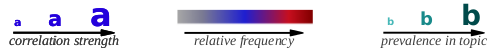 a a a a a a
correlation strength relative frequency prevalence in topic